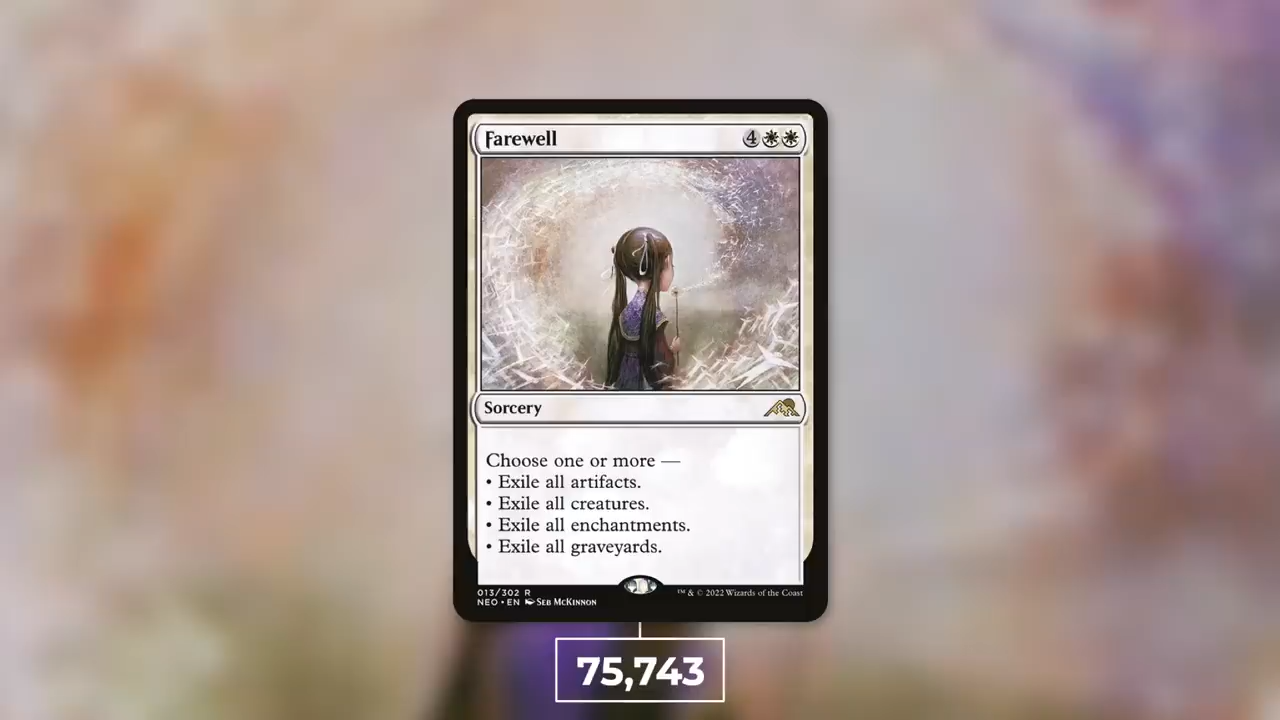 Farewell 4
Sorcery
Choose one or more —
• Exile all artifacts.
• Exile all creatures.
• Exile all enchantments.
• Exile all graveyards.
013/302 R
NEO • EN Seb McKinnon
™ & © 2022 Wizards of the Coast
75,743